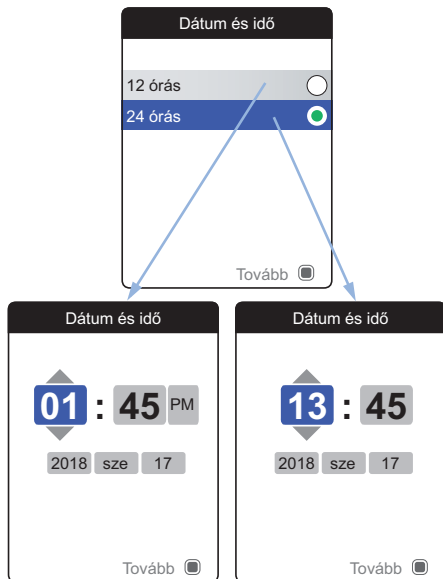 Dátum és idő
12 órás
24 órás
Tovább
Dátum és idő
01 : 45 PM
2018 sze 17
Tovább
Dátum és idő
13 : 45
2018 sze 17
Tovább